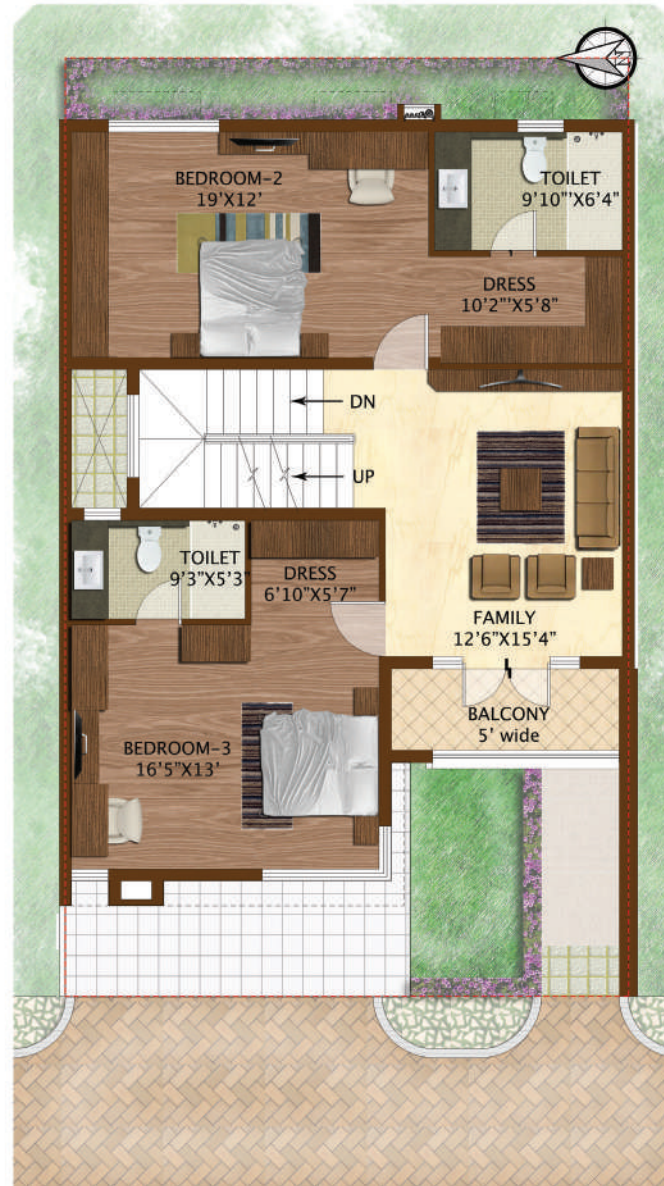 N
BEDROOM-2
19'X12'
TOILET
9'10"'X6'4"
DRESS
10'2"'X5'8"
DN
UP
TOILET
9'3"X5'3"
DRESS
6'10"X5'7"
FAMILY
12'6"X15'4"
BALCONY
5' wide
BEDROOM-3
16'5"X13'